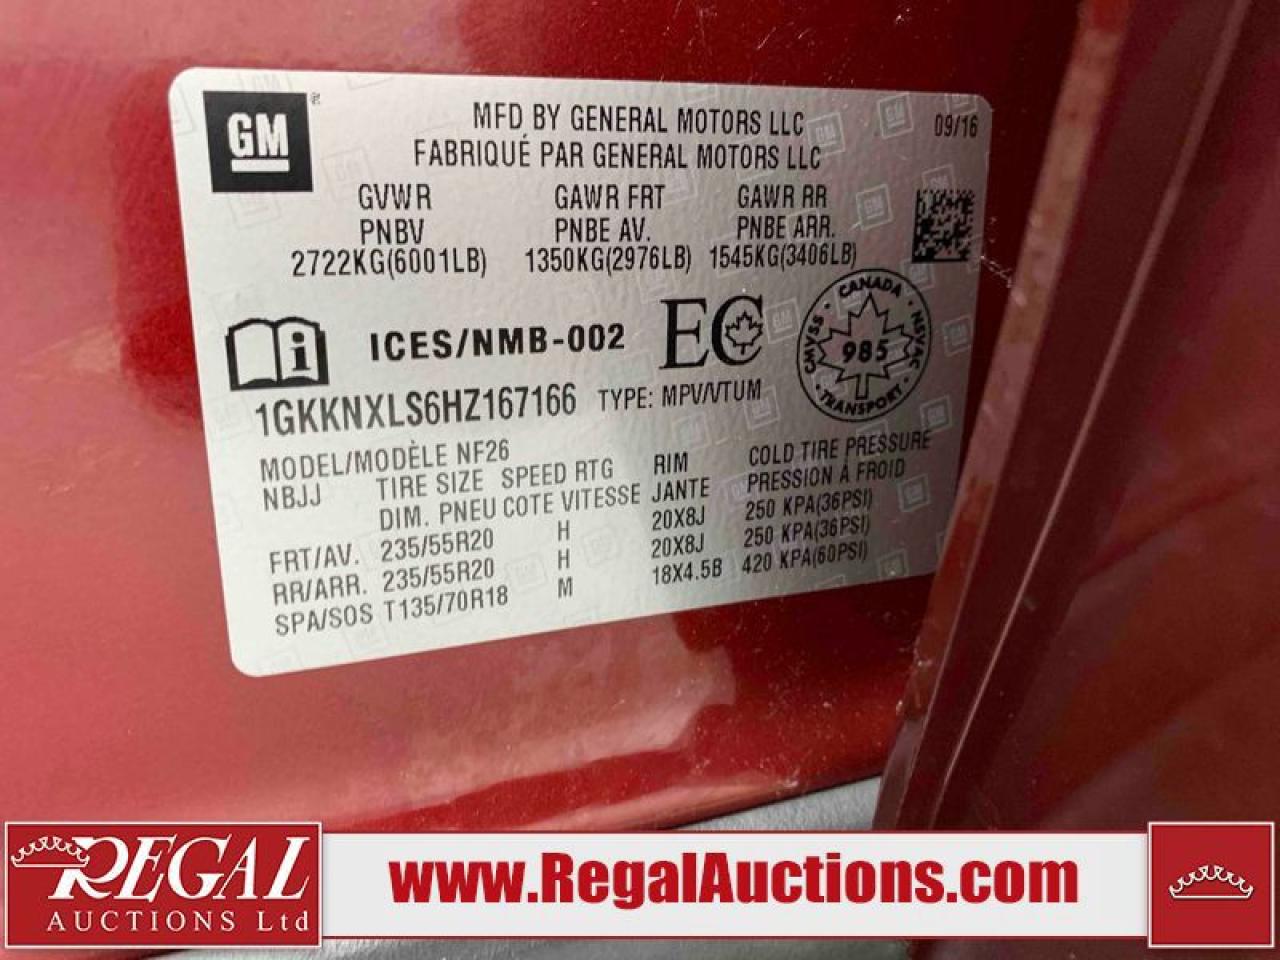 GM
MFD BY GENERAL MOTORS LLC
09/16
FABRIQUÉ PAR GENERAL MOTORS LLC
GVWR GAWR FRT GAWR RR
PNBV PNBE AV. PNBE ARR.
2722KG(6001LB) 1350KG(2976LB) 1545KG(3406LB)
i ICES/NMB-002 EC
CANADA
CMVSS · NSVAC
985
TRANSPORT
1GKKNXLS6HZ167166 TYPE: MPV/VTUM
MODEL/MODÈLE NF26
NBJJ TIRE SIZE SPEED RTG RIM COLD TIRE PRESSURE
DIM. PNEU COTE VITESSE JANTE PRESSION À FROID
FRT/AV. 235/55R20 H 20X8J 250 KPA(36PSI)
RR/ARR. 235/55R20 H 20X8J 250 KPA(36PSI)
SPA/SOS T135/70R18 M 18X4.5B 420 KPA(60PSI)
REGAL
AUCTIONS Ltd
www.RegalAuctions.com